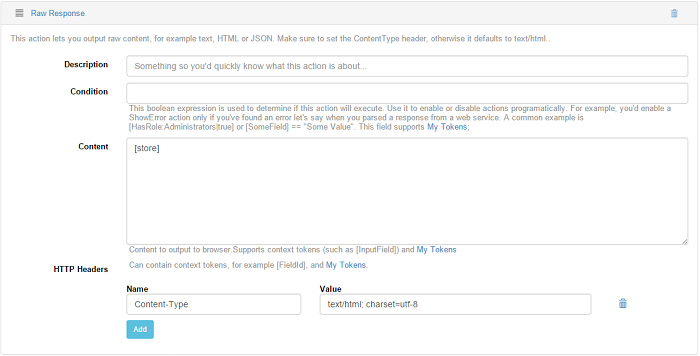 Raw Response
This action lets you output raw content, for example text, HTML or JSON. Make sure to set the ContentType header, otherwise it defaults to text/html..
Description
Something so you'd quickly know what this action is about...
Condition
This boolean expression is used to determine if this action will execute. Use it to enable or disable actions programatically. For example, you'd enable a
ShowError action only if you've found an error let's say when you parsed a response from a web service. A common example is
[HasRole:Administrators|true] or [SomeField] == "Some Value". This field supports My Tokens;
Content
[store]
Content to output to browser.Supports context tokens (such as [InputField]) and My Tokens
HTTP Headers
Can contain context tokens, for example [FieldId], and My Tokens.
Name Value
Content-Type text/html; charset=utf-8
Add